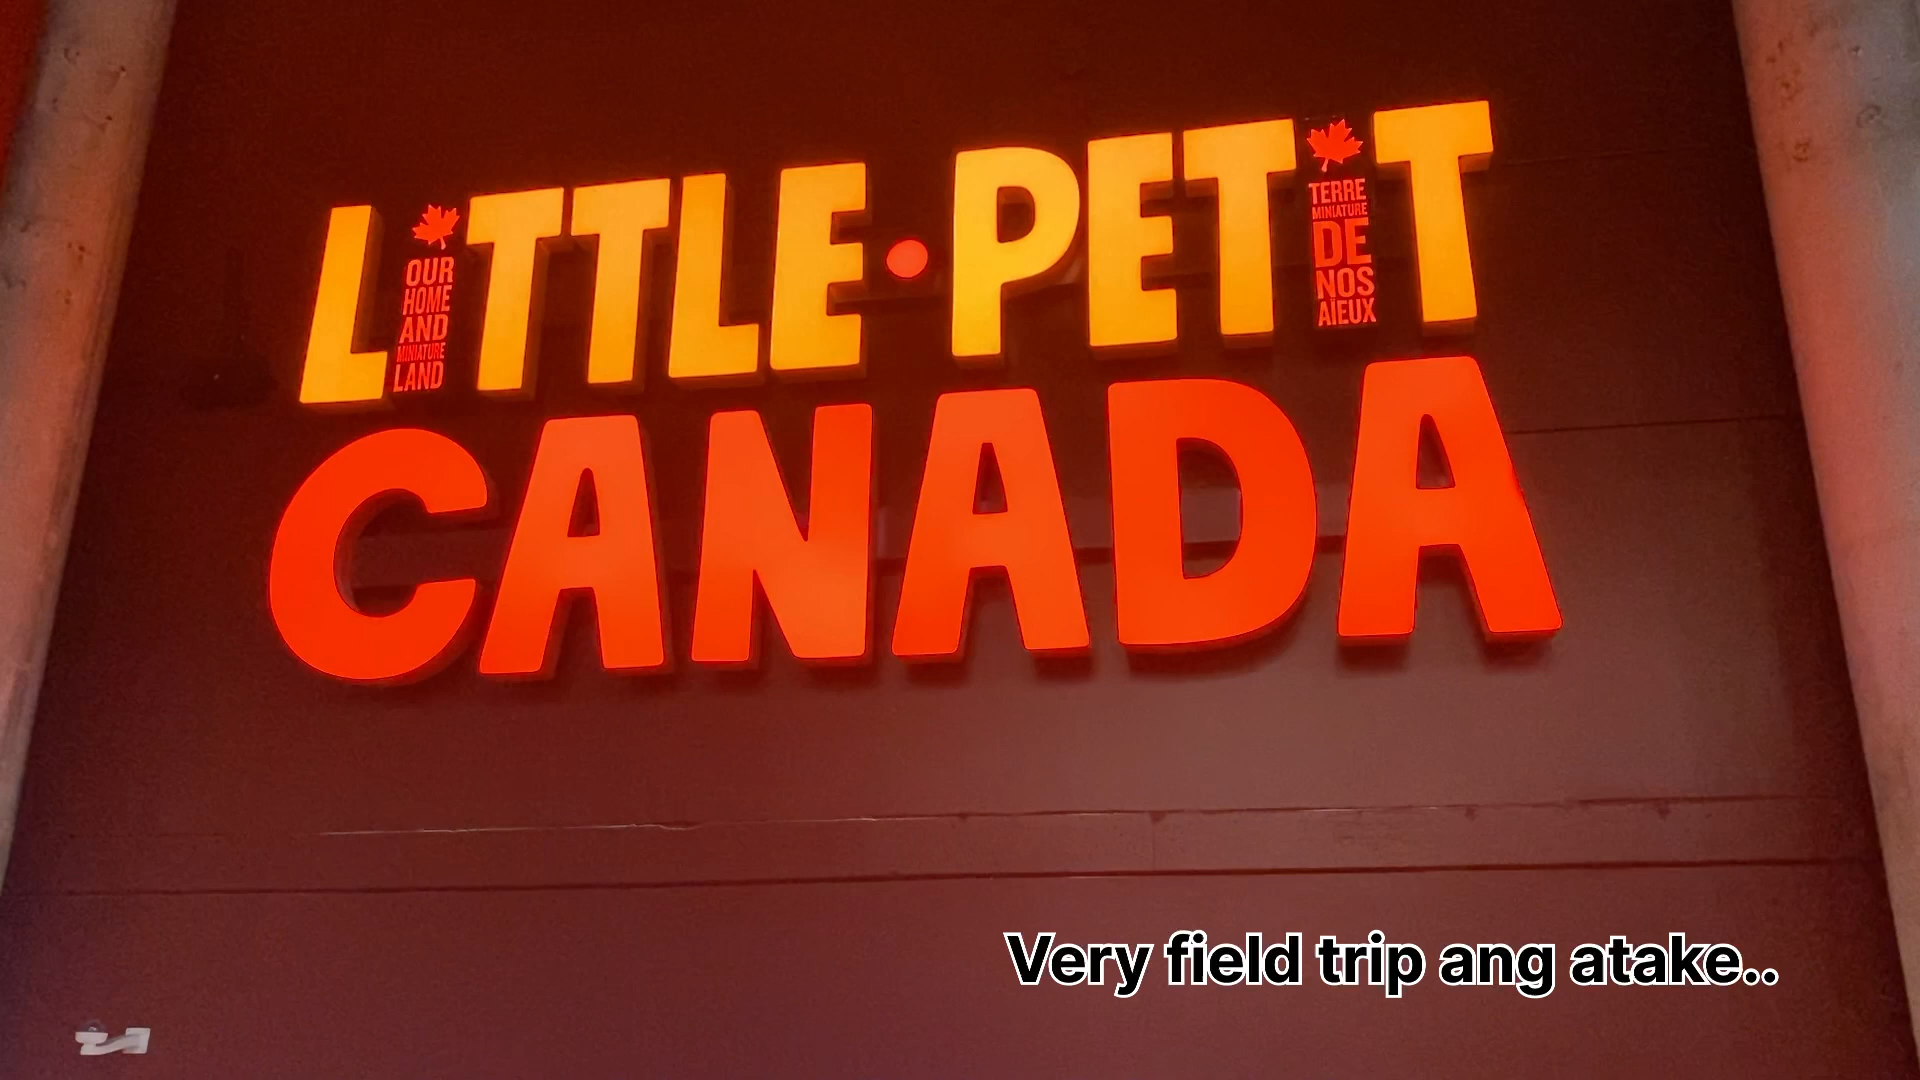 LiTTLE•PETiT
OUR
HOME
AND
MINIATURE
LAND
TERRE
MINIATURE
DE
NOS
AÏEUX
CANADA
Very field trip ang atake..